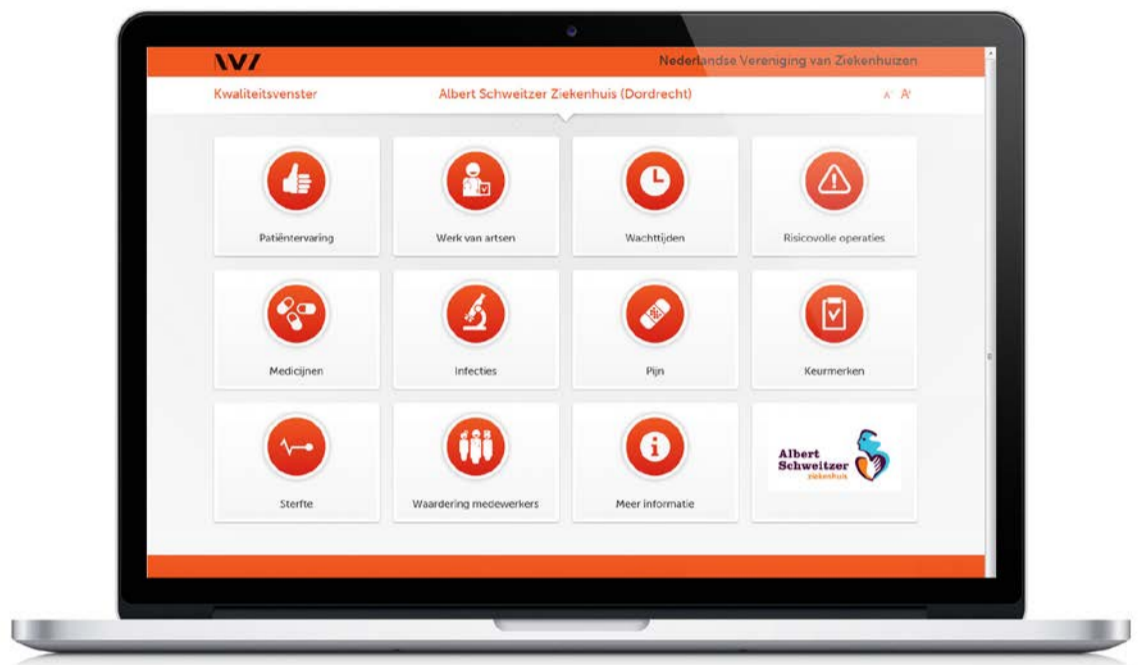 NVZ
Nederlandse Vereniging van Ziekenhuizen
Kwaliteitsvenster
Albert Schweitzer Ziekenhuis (Dordrecht)
A- A+
Patiëntervaring
Werk van artsen
Wachttijden
Risicovolle operaties
Medicijnen
Infecties
Pijn
Keurmerken
Sterfte
Waardering medewerkers
Meer informatie
Albert
Schweitzer
ziekenhuis